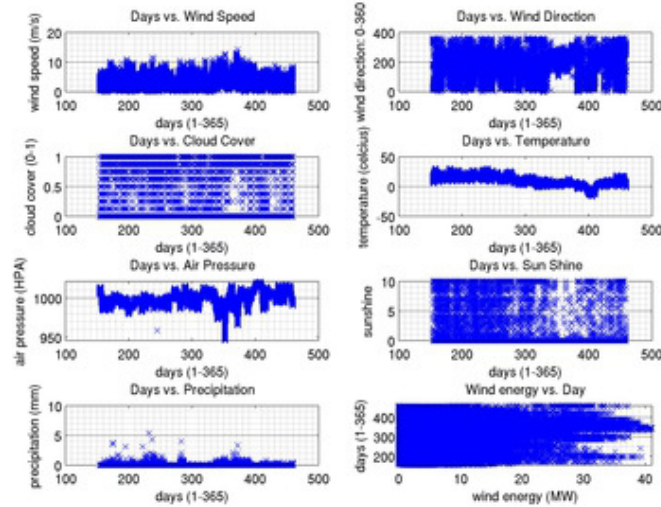 Days vs. Wind Speed
wind speed (m/s)
20
10
0
100 200 300 400 500
days (1-365)
Days vs. Wind Direction
wind direction: 0-360
400
200
0
100 200 300 400 500
days (1-365)
Days vs. Cloud Cover
cloud cover (0-1)
1
0.5
0
100 200 300 400 500
days (1-365)
Days vs. Temperature
temperature (celcius)
50
0
-50
100 200 300 400 500
days (1-365)
Days vs. Air Pressure
air pressure (HPA)
1000
950
100 200 300 400 500
days (1-365)
Days vs. Sun Shine
sunshine
10
5
0
100 200 300 400 500
days (1-365)
Days vs. Precipitation
precipitation (mm)
10
5
0
100 200 300 400 500
days (1-365)
Wind energy vs. Day
days (1-365)
400
300
200
0 10 20 30 40
wind energy (MW)